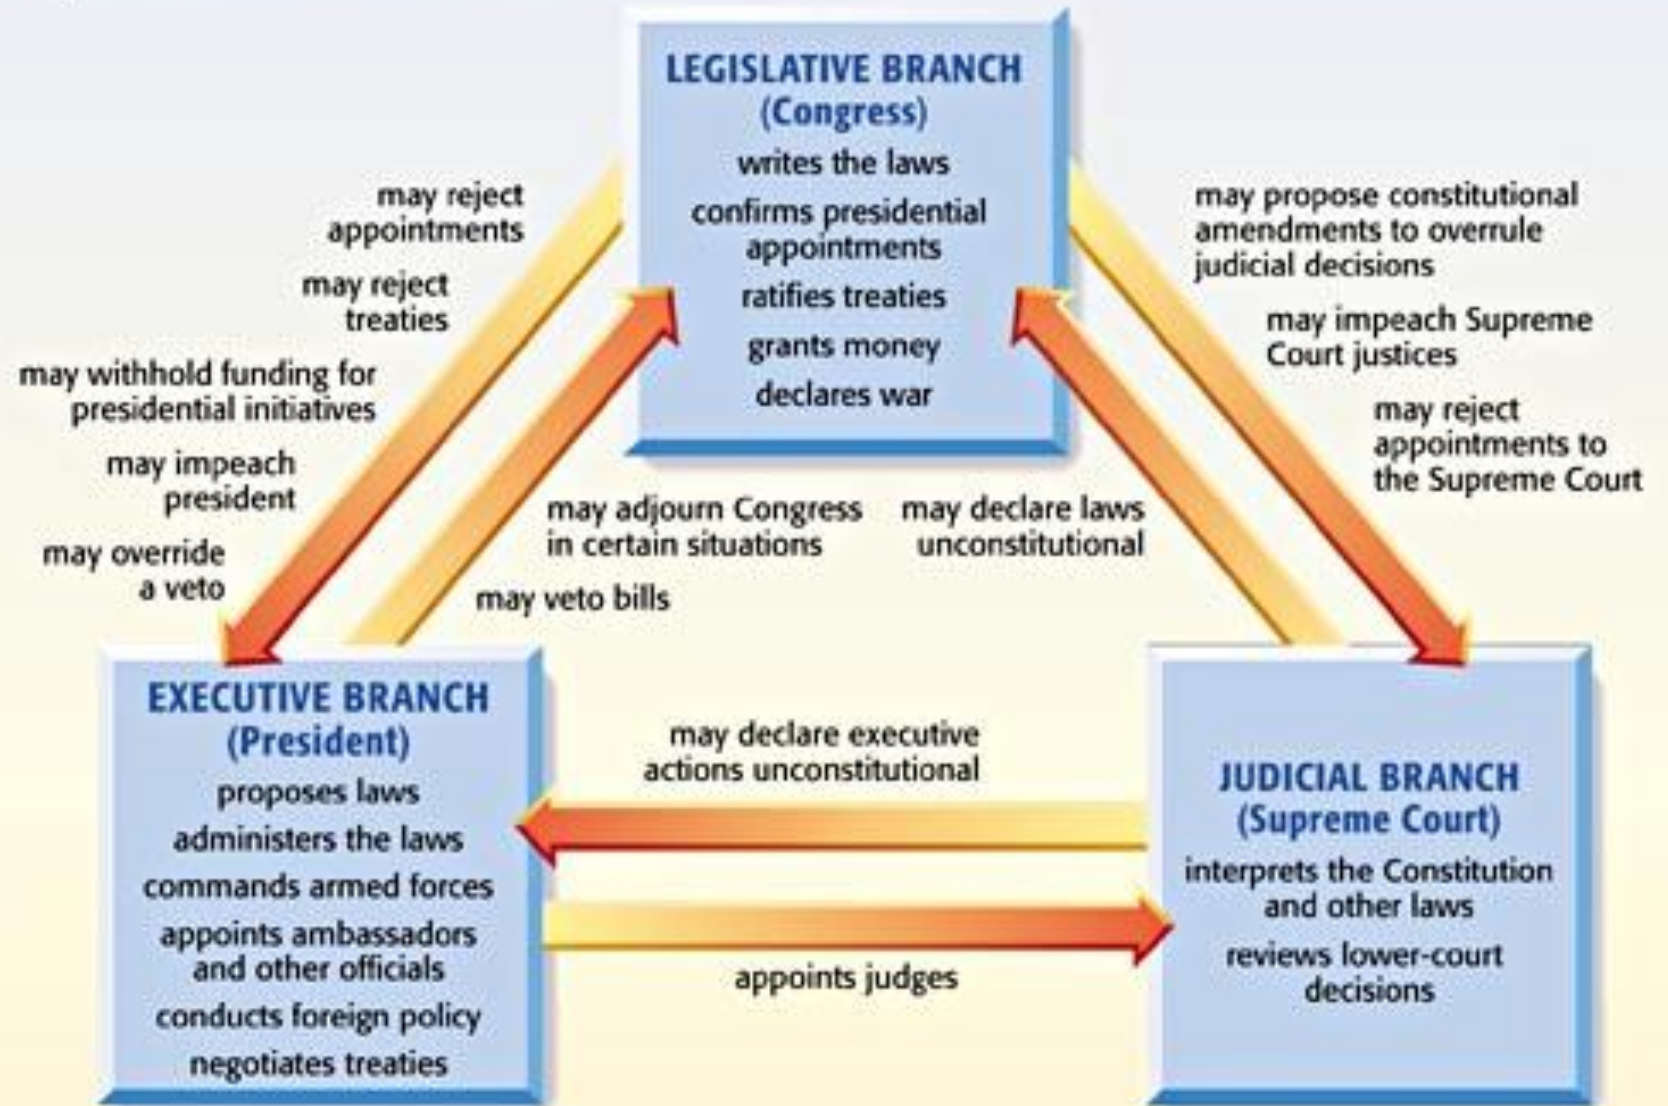 LEGISLATIVE BRANCH
(Congress)
writes the laws
confirms presidential
appointments
ratifies treaties
grants money
declares war
may reject
appointments
may reject
treaties
may withhold funding for
presidential initiatives
may impeach
president
may override
a veto
may propose constitutional
amendments to overrule
judicial decisions
may impeach Supreme
Court justices
may reject
appointments to
the Supreme Court
may adjourn Congress
in certain situations
may veto bills
may declare laws
unconstitutional
EXECUTIVE BRANCH
(President)
proposes laws
administers the laws
commands armed forces
appoints ambassadors
and other officials
conducts foreign policy
negotiates treaties
may declare executive
actions unconstitutional
appoints judges
JUDICIAL BRANCH
(Supreme Court)
interprets the Constitution
and other laws
reviews lower-court
decisions